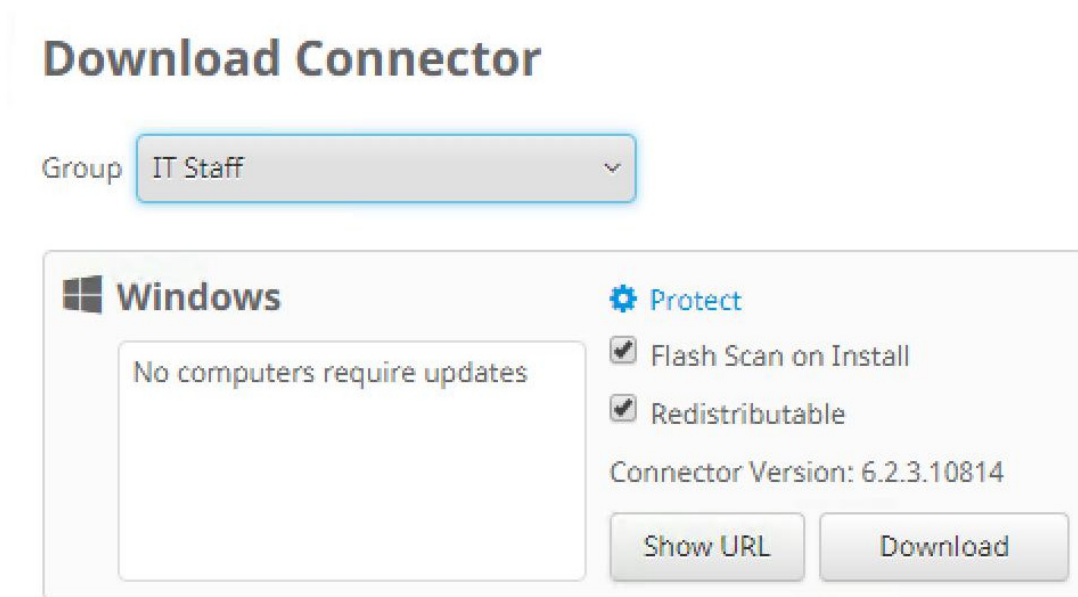 Download Connector
Group IT Staff
Windows
No computers require updates
Protect
Flash Scan on Install
Redistributable
Connector Version: 6.2.3.10814
Show URL Download